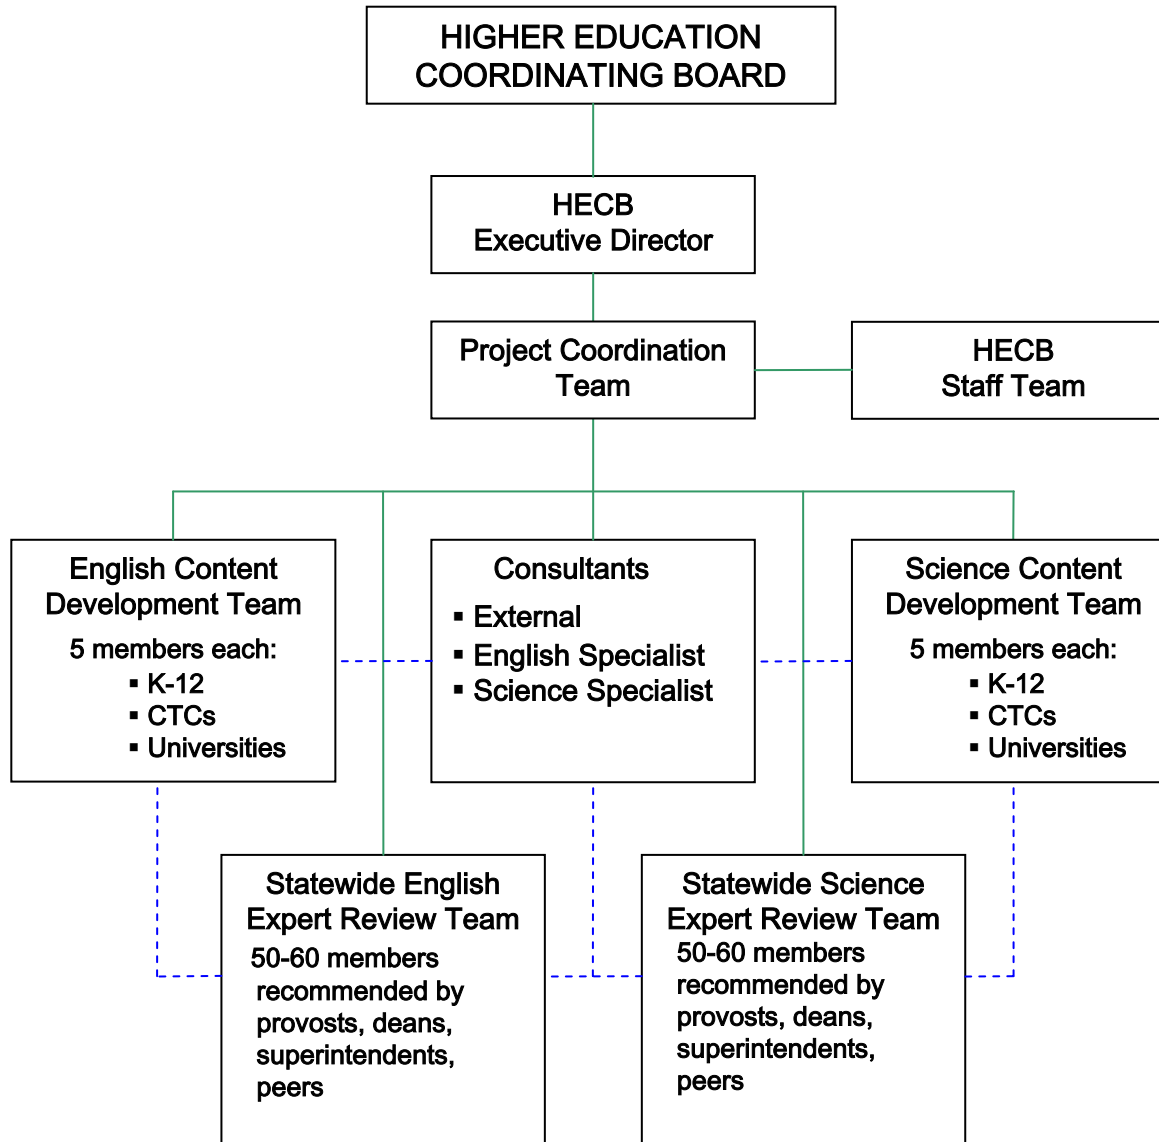 HIGHER EDUCATION
COORDINATING BOARD
HECB
Executive Director
Project Coordination
Team
HECB
Staff Team
English Content
Development Team
5 members each:
▪ K-12
▪ CTCs
▪ Universities
Consultants
▪ External
▪ English Specialist
▪ Science Specialist
Science Content
Development Team
5 members each:
▪ K-12
▪ CTCs
▪ Universities
Statewide English
Expert Review Team
50-60 members
recommended by
provosts, deans,
superintendents,
peers
Statewide Science
Expert Review Team
50-60 members
recommended by
provosts, deans,
superintendents,
peers